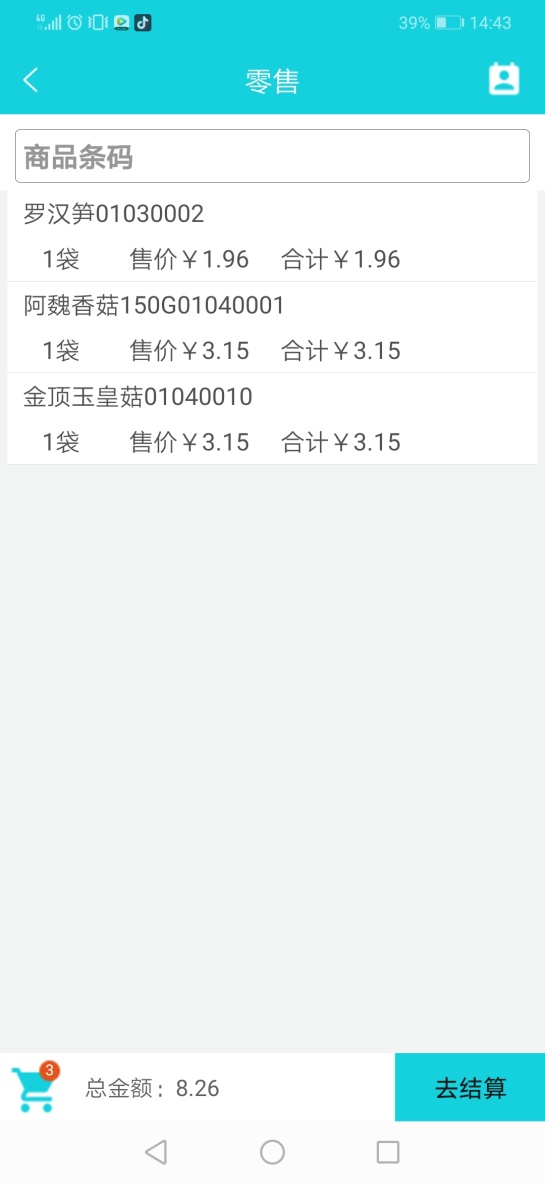 4G 39% 14:43
零售
商品条码
罗汉笋01030002
1袋 售价￥1.96 合计￥1.96
阿魏香菇150G01040001
1袋 售价￥3.15 合计￥3.15
金顶玉皇菇01040010
1袋 售价￥3.15 合计￥3.15
3
总金额：8.26 去结算